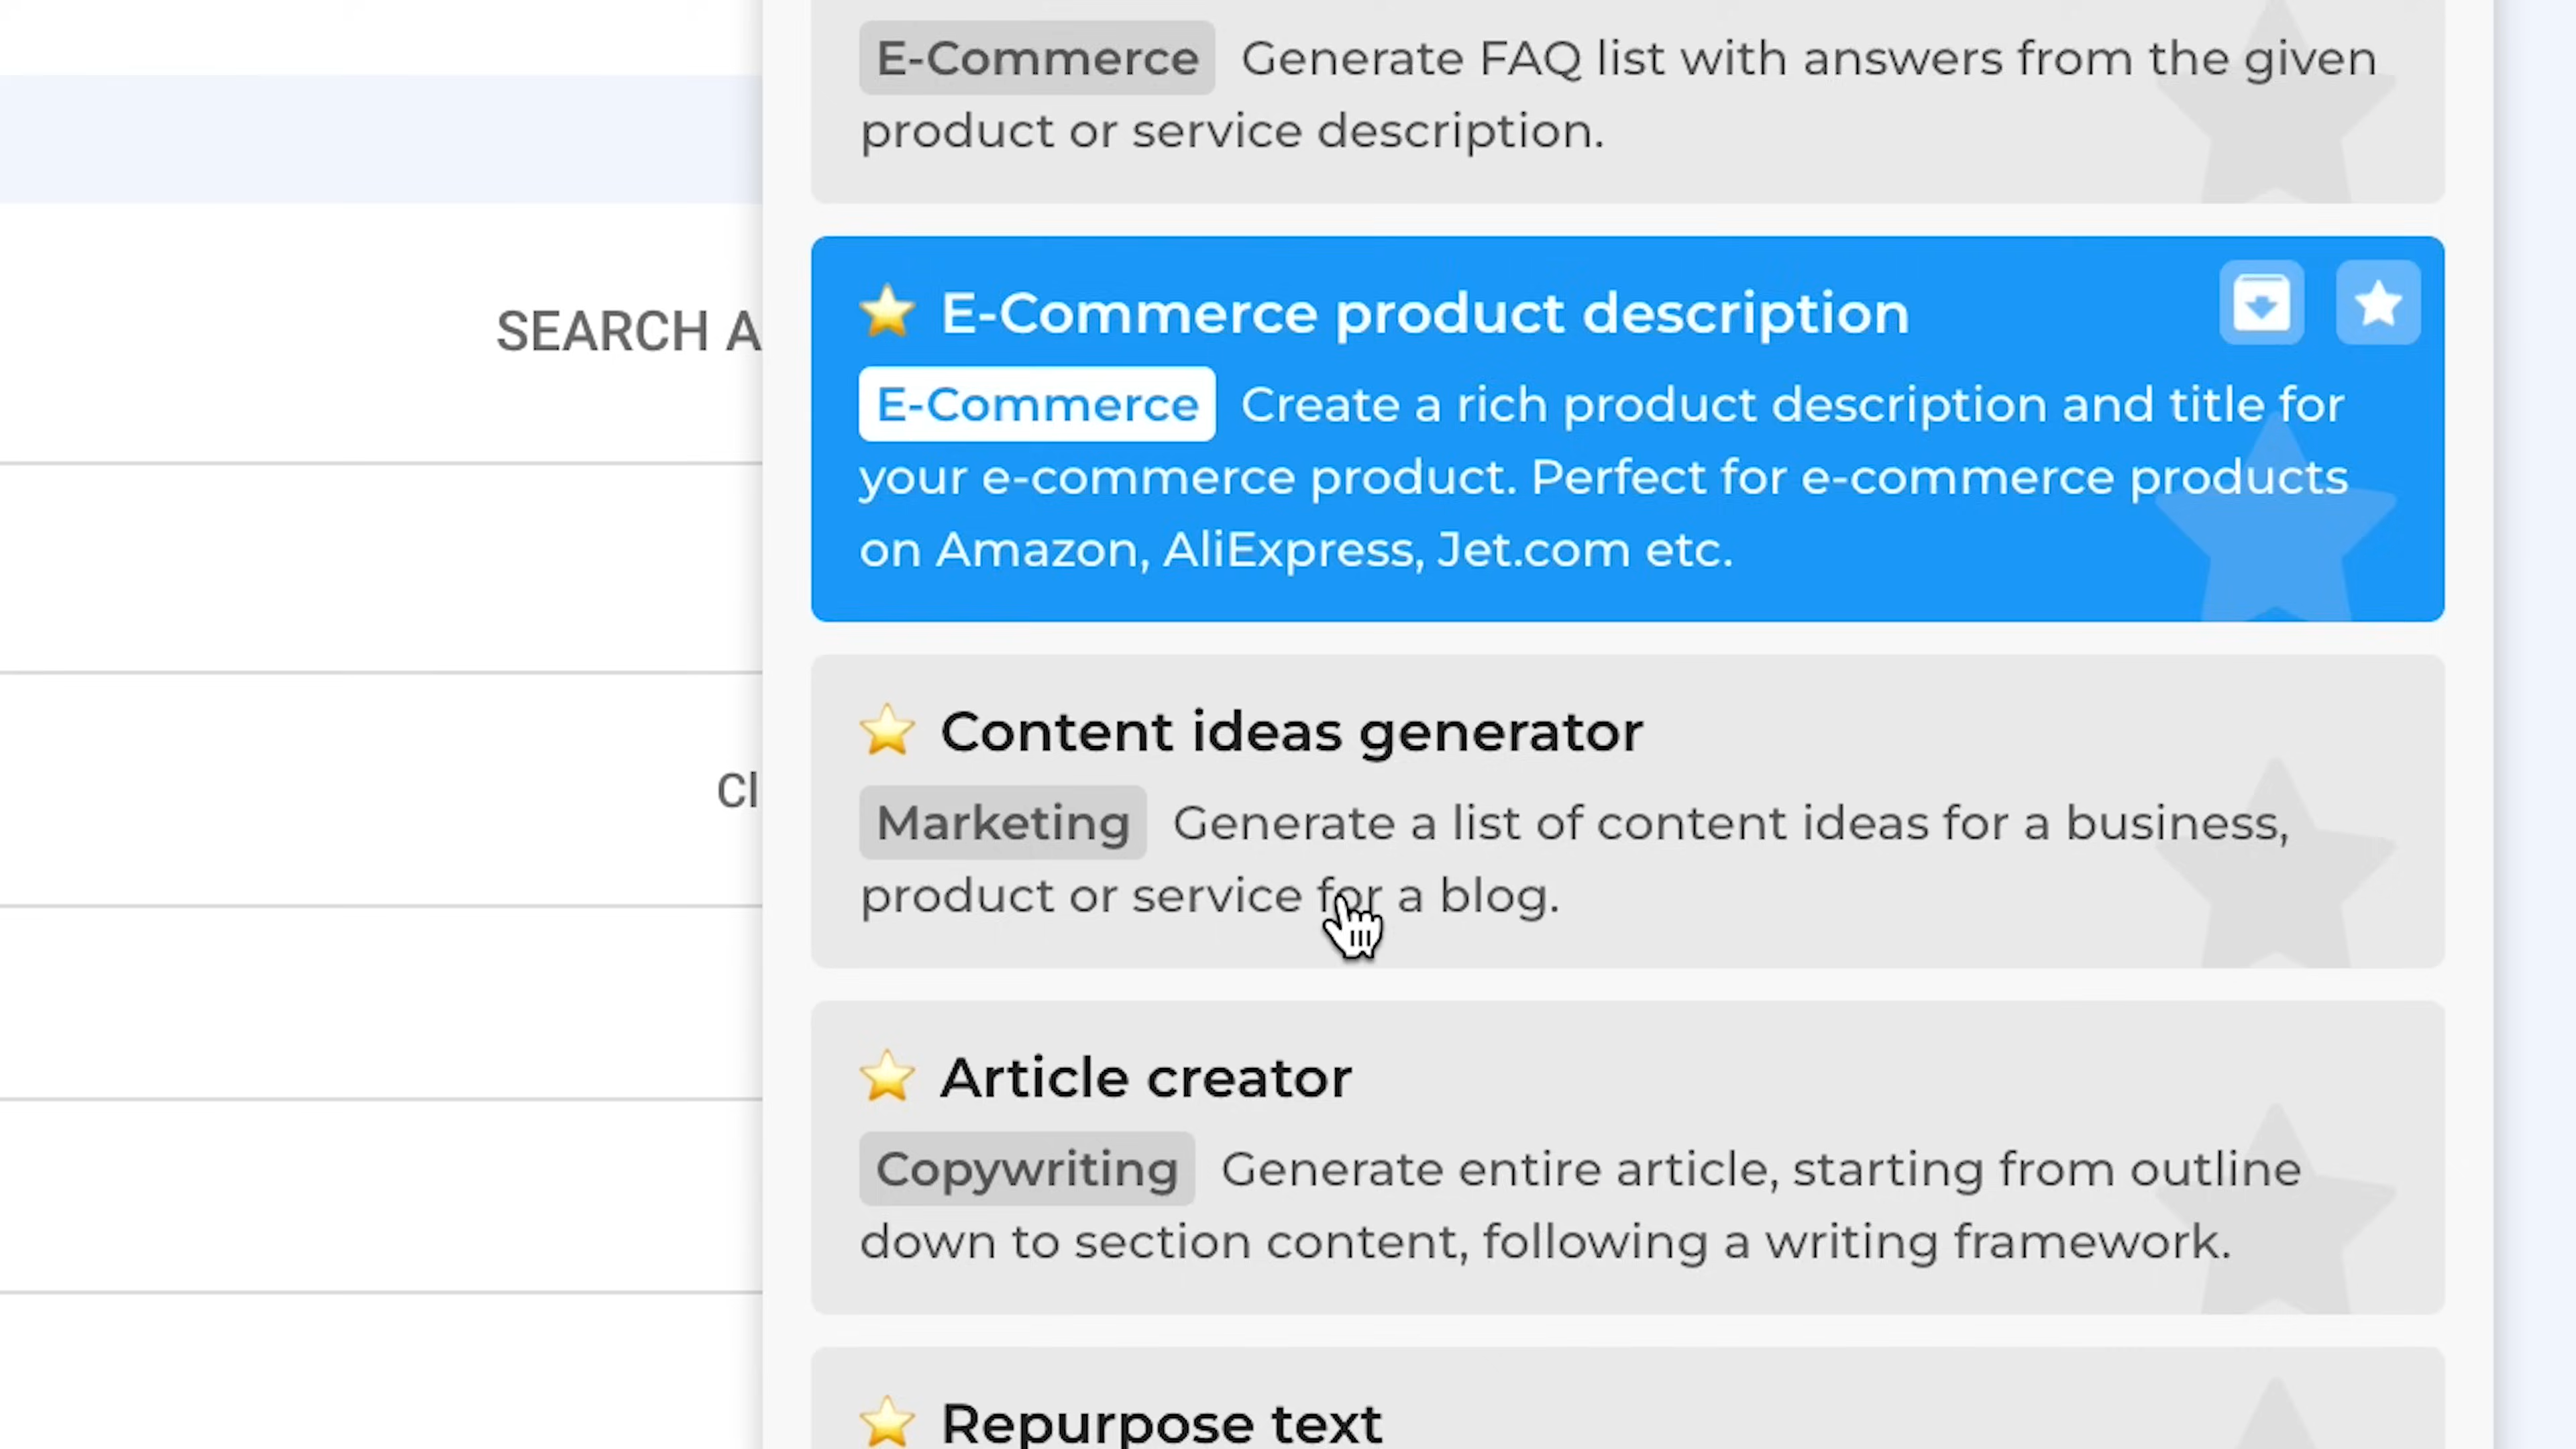 E-Commerce Generate FAQ list with answers from the given
product or service description.
SEARCH A
E-Commerce product description
E-Commerce Create a rich product description and title for
your e-commerce product. Perfect for e-commerce products
on Amazon, AliExpress, Jet.com etc.
Content ideas generator
Cl
Marketing Generate a list of content ideas for a business,
product or service for a blog.
Article creator
Copywriting Generate entire article, starting from outline
down to section content, following a writing framework.
Repurpose text